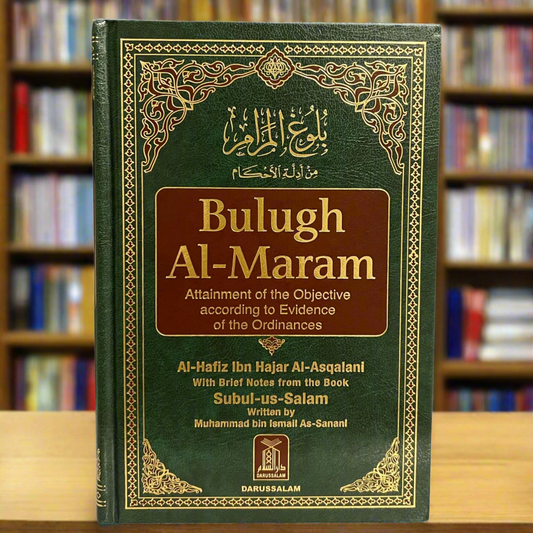 بلوغ المرام
من أدلة الأحكام
Bulugh
Al-Maram
Attainment of the Objective
according to Evidence
of the Ordinances
Al-Hafiz Ibn Hajar Al-Asqalani
With Brief Notes from the Book
Subul-us-Salam
Written by
Muhammad bin Ismail As-Sanani
دارالسلام
DARUSSALAM
DARUSSALAM